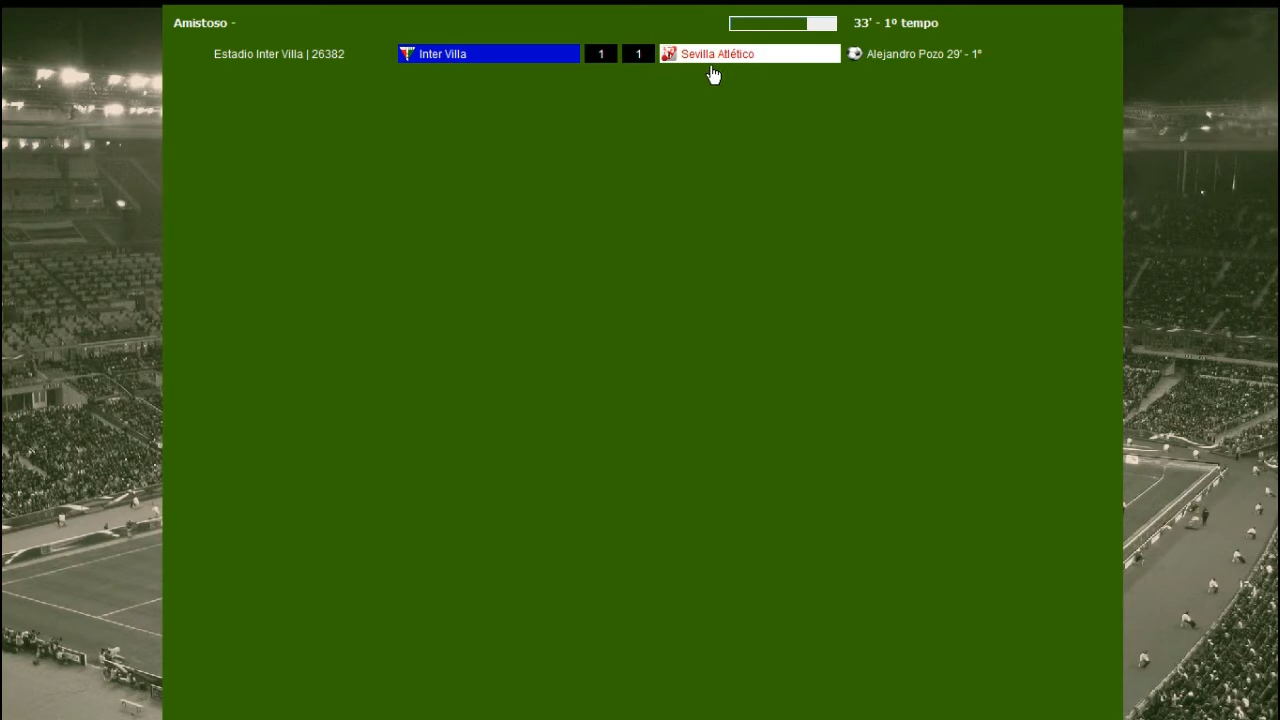 Amistoso -
33' - 1º tempo
Estadio Inter Villa | 26382 Inter Villa 1 1 Sevilla Atlético Alejandro Pozo 29' - 1º